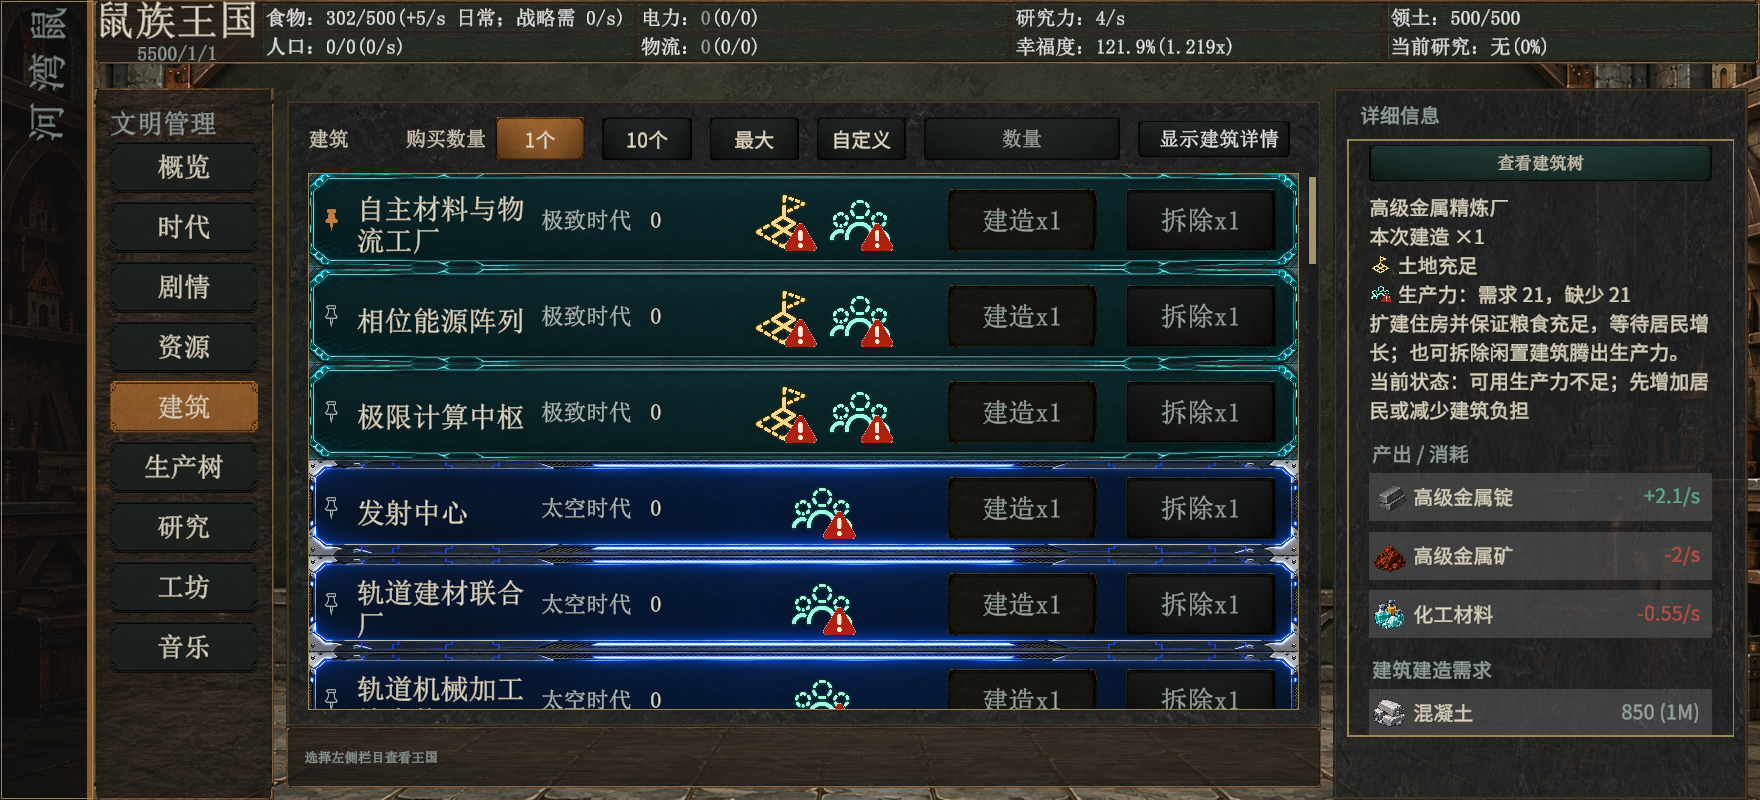 河湾鼠
鼠族王国
5500/1/1
食物：302/500(+5/s 日常；战略需 0/s)
人口：0/0(0/s)
电力：0(0/0)
物流：0(0/0)
研究力：4/s
幸福度：121.9%(1.219x)
领土：500/500
当前研究：无(0%)
文明管理
概览
时代
剧情
资源
建筑
生产树
研究
工坊
音乐
建筑 购买数量 1个 10个 最大 自定义 数量 显示建筑详情
自主材料与物
流工厂
极致时代 0 建造x1 拆除x1
相位能源阵列 极致时代 0 建造x1 拆除x1
极限计算中枢 极致时代 0 建造x1 拆除x1
发射中心 太空时代 0 建造x1 拆除x1
轨道建材联合
厂
太空时代 0 建造x1 拆除x1
轨道机械加工
太空时代 0 建造x1 拆除x1
选择左侧栏目查看王国
详细信息
查看建筑树
高级金属精炼厂
本次建造 ×1
土地充足
生产力：需求 21，缺少 21
扩建住房并保证粮食充足，等待居民增
长；也可拆除闲置建筑腾出生产力。
当前状态：可用生产力不足；先增加居
民或减少建筑负担
产出 / 消耗
高级金属锭 +2.1/s
高级金属矿 -2/s
化工材料 -0.55/s
建筑建造需求
混凝土 850 (1M)